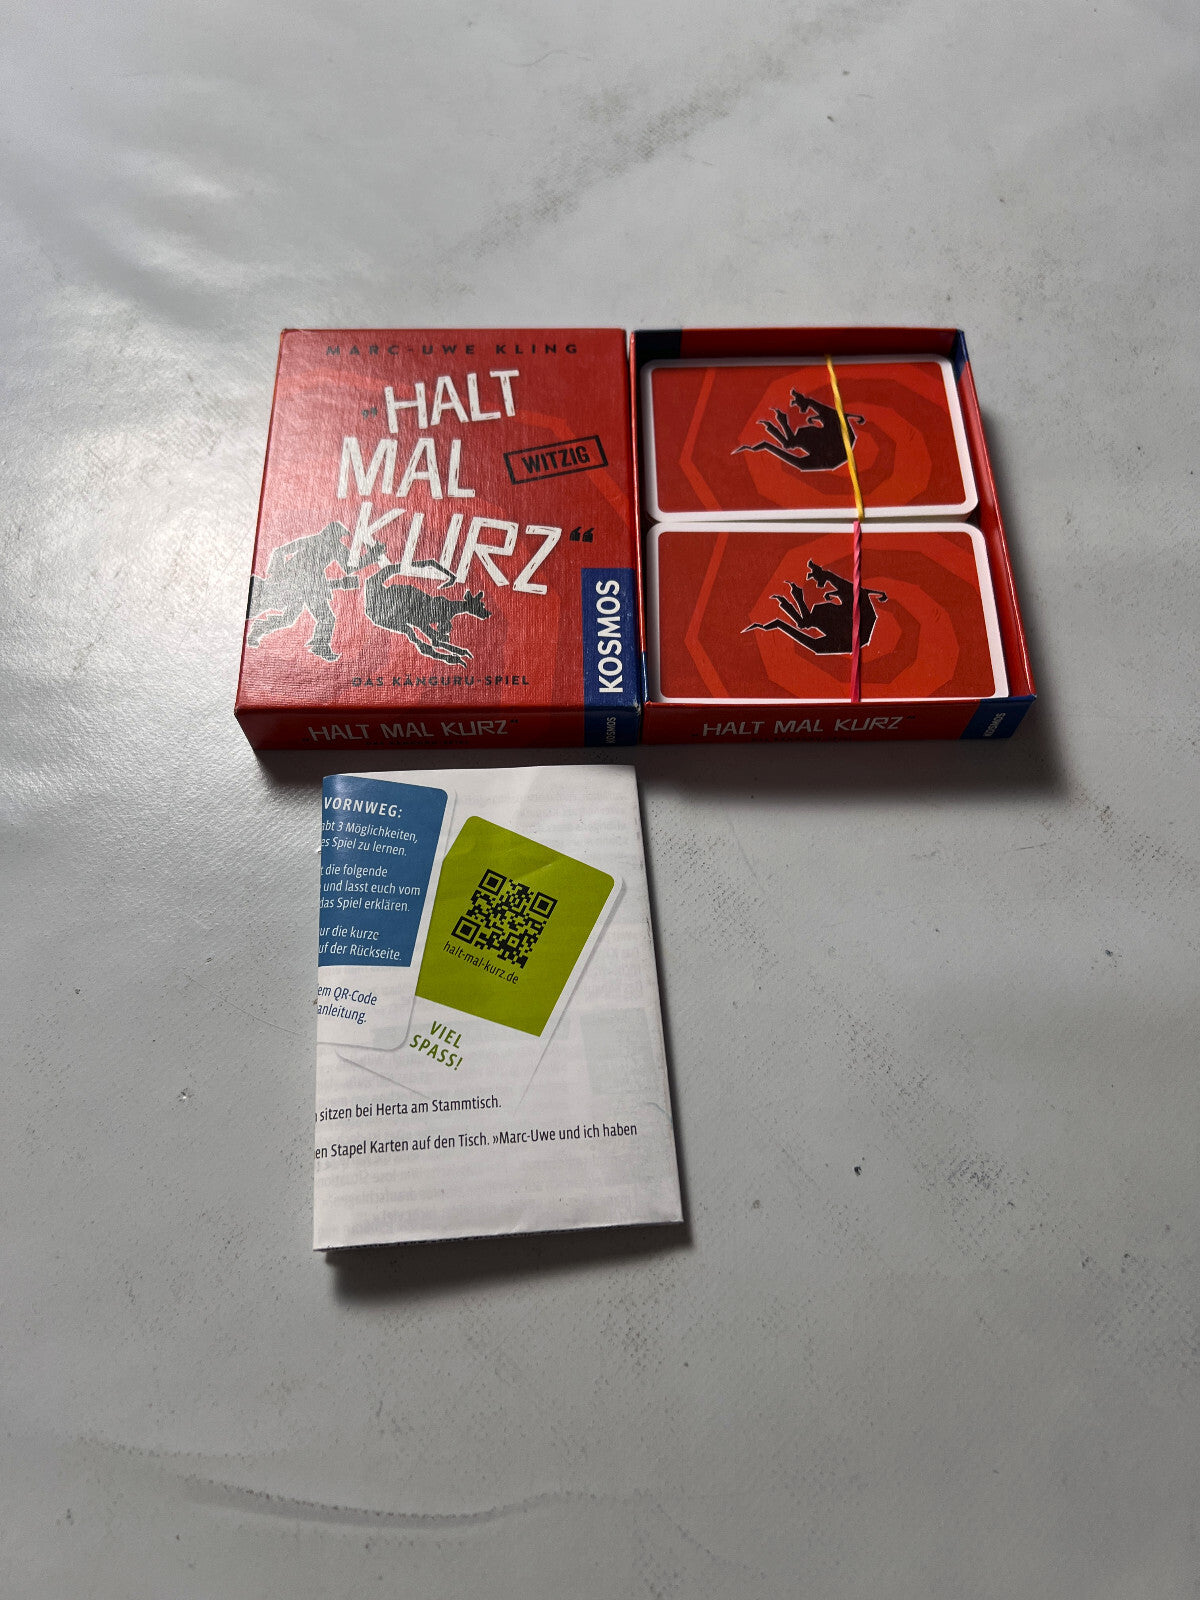 MARC-UWE KLING
„HALT
MAL
KURZ“
WITZIG
KOSMOS
DAS KÄNGURU-SPIEL
HALT MAL KURZ“
KOSMOS
HALT MAL KURZ“
KOSMOS
VORNWEG:
abt 3 Möglichkeiten,
es Spiel zu lernen.
t die folgende
und lasst euch vom
das Spiel erklären.
ur die kurze
uf der Rückseite.
em QR-Code
anleitung.
halt-mal-kurz.de
VIEL
SPASS!
sitzen bei Herta am Stammtisch.
en Stapel Karten auf den Tisch. »Marc-Uwe und ich haben